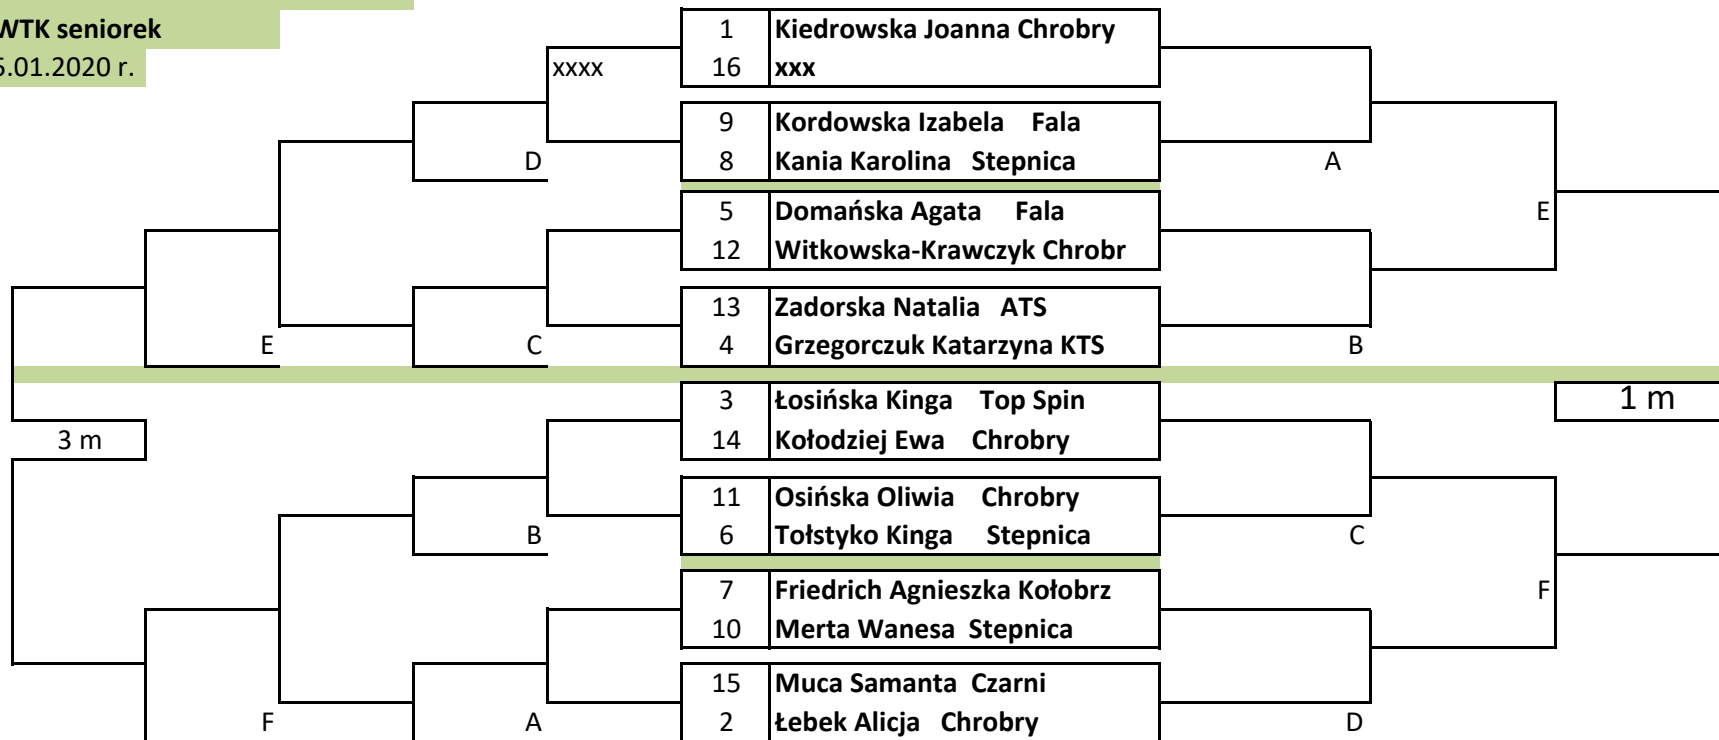 WTK seniorek
5.01.2020 r.
xxxx
1 Kiedrowska Joanna Chrobry
16 xxx
9 Kordowska Izabela Fala
D 8 Kania Karolina Stepnica A
5 Domańska Agata Fala E
12 Witkowska-Krawczyk Chrobr
13 Zadorska Natalia ATS
E C 4 Grzegorczuk Katarzyna KTS B
3 Łosińska Kinga Top Spin 1 m
3 m 14 Kołodziej Ewa Chrobry
11 Osińska Oliwia Chrobry
B 6 Tołstyko Kinga Stepnica C
7 Friedrich Agnieszka Kołobrz F
10 Merta Wanesa Stepnica
15 Muca Samanta Czarni
F A 2 Łebek Alicja Chrobry D